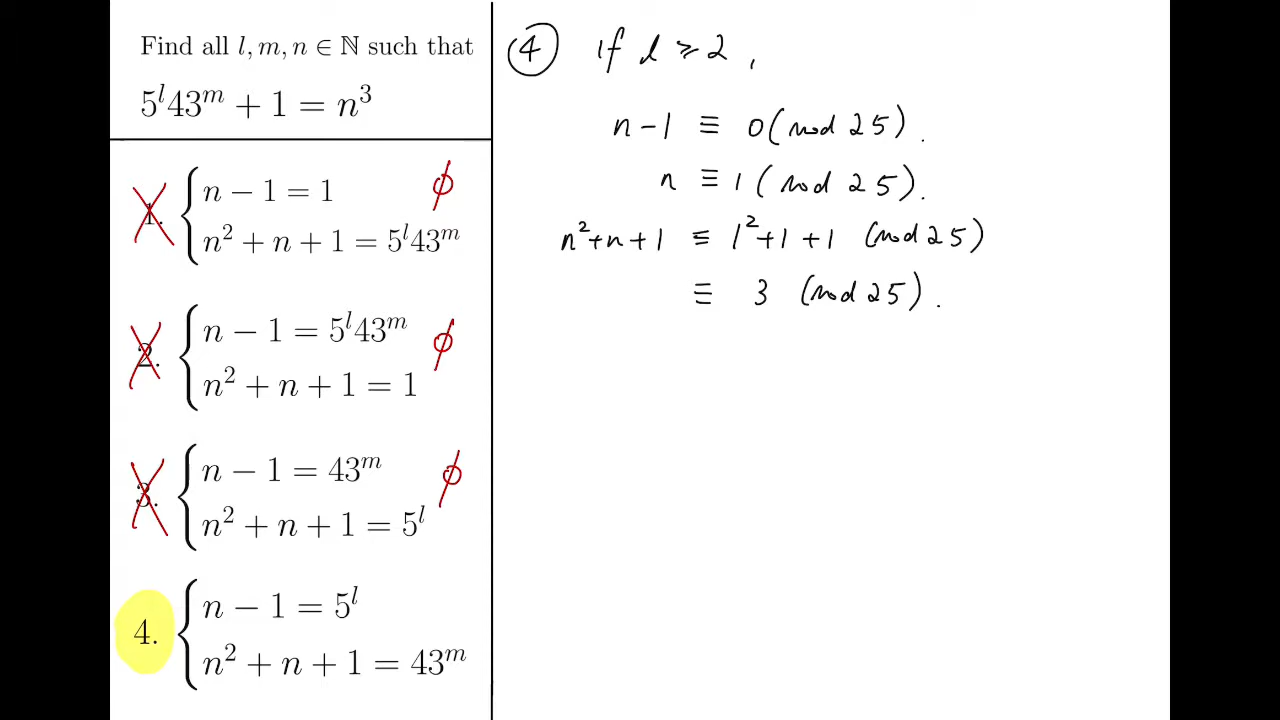 Find all l, m, n ∈ ℕ such that
5^l 43^m + 1 = n^3
1. { n − 1 = 1
n^2 + n + 1 = 5^l 43^m
φ
2. { n − 1 = 5^l 43^m
n^2 + n + 1 = 1
φ
3. { n − 1 = 43^m
n^2 + n + 1 = 5^l
φ
4. { n − 1 = 5^l
n^2 + n + 1 = 43^m
④ If l ⩾ 2,
n − 1 ≡ 0 (mod 25).
n ≡ 1 (mod 25).
n^2 + n + 1 ≡ 1^2 + 1 + 1 (mod 25)
≡ 3 (mod 25).